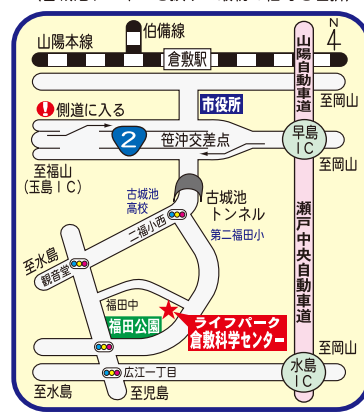 伯備線
N
4
山陽本線
倉敷駅
山陽自動車道
至岡山
市役所
側道に入る
2
笹沖交差点
早島IC
至岡山
至福山
(玉島IC)
古城池
高校
古城池
トンネル
二福小西
第二福田小
瀬戸中央自動車道
至水島
観音堂
福田中
福田公園
ライフパーク
倉敷科学センター
至岡山
水島IC
広江一丁目
至水島
至児島